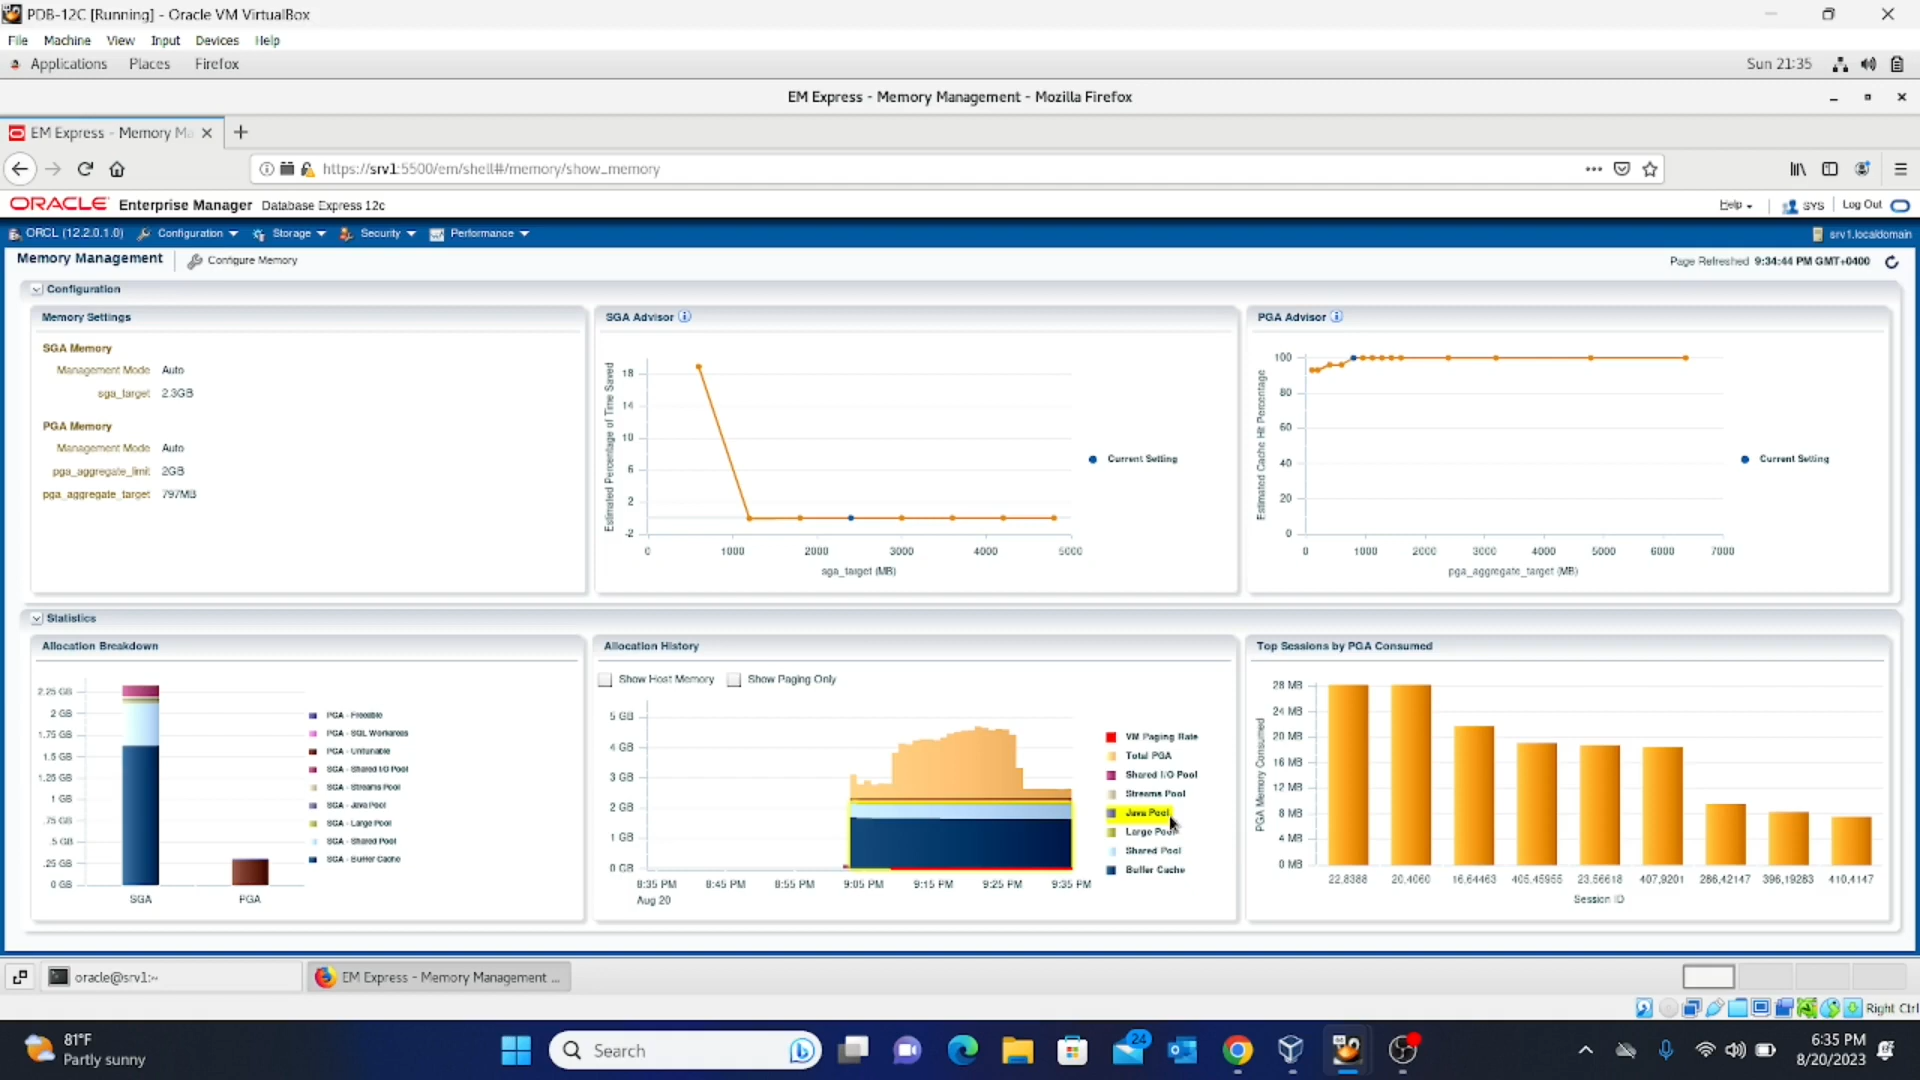 PDB-12C [Running] - Oracle VM VirtualBox
File Machine View Input Devices Help
Applications Places Firefox
Sun 21:35
EM Express - Memory Management - Mozilla Firefox
EM Express - Memory Ma
https://srv1:5500/em/shell#/memory/show_memory
ORACLE Enterprise Manager Database Express 12c
Help SYS Log Out
ORCL (12.2.0.1.0) Configuration Storage Security Performance
srv1.localdomain
Memory Management Configure Memory
Page Refreshed 9:34:44 PM GMT+0400
Configuration
Memory Settings
SGA Memory
Management Mode Auto
sga_target 2.3GB
PGA Memory
Management Mode Auto
pga_aggregate_limit 2GB
pga_aggregate_target 797MB
SGA Advisor
Estimated Percentage of Time Saved
18
14
10
6
2
-2
0 1000 2000 3000 4000 5000
sga_target (MB)
Current Setting
PGA Advisor
Estimated Cache Hit Percentage
100
80
60
40
20
0
0 1000 2000 3000 4000 5000 6000 7000
pga_aggregate_target (MB)
Current Setting
Statistics
Allocation Breakdown
2.25 GB
2 GB
1.75 GB
1.5 GB
1.25 GB
1 GB
.75 GB
.5 GB
.25 GB
0 GB
SGA PGA
PGA - Freeable
PGA - SQL Workareas
PGA - Untunable
SGA - Shared I/O Pool
SGA - Streams Pool
SGA - Java Pool
SGA - Large Pool
SGA - Shared Pool
SGA - Buffer Cache
Allocation History
Show Host Memory Show Paging Only
5 GB
4 GB
3 GB
2 GB
1 GB
0 GB
8:35 PM 8:45 PM 8:55 PM 9:05 PM 9:15 PM 9:25 PM 9:35 PM
Aug 20
VM Paging Rate
Total PGA
Shared I/O Pool
Streams Pool
Java Pool
Large Pool
Shared Pool
Buffer Cache
Top Sessions by PGA Consumed
PGA Memory Consumed
28 MB
24 MB
20 MB
16 MB
12 MB
8 MB
4 MB
0 MB
22,8388 20,4060 16,64463 405,45955 23,56618 407,9201 286,42147 396,19283 410,4147
Session ID
oracle@srv1:~
EM Express - Memory Management ...
Right Ctrl
81°F
Partly sunny
Search
24
6:35 PM
8/20/2023